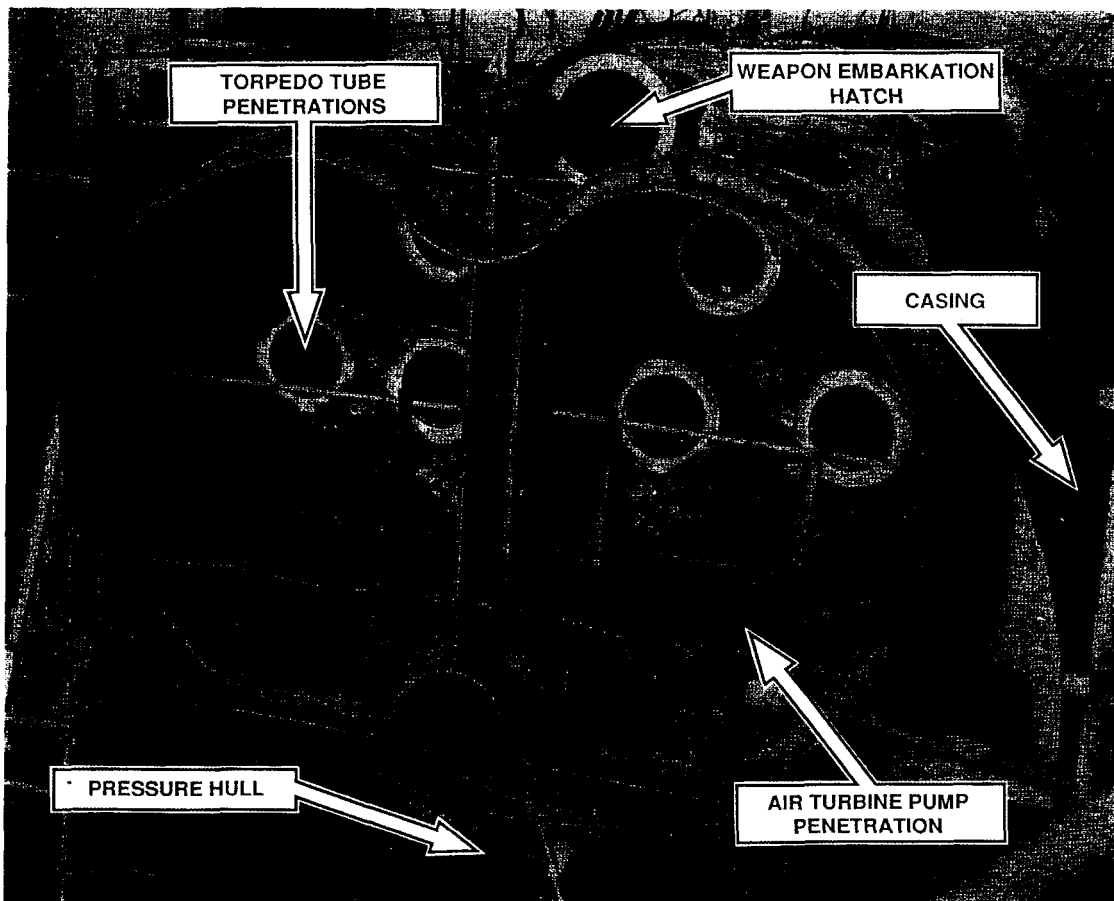 TORPEDO TUBE
PENETRATIONS
WEAPON EMBARKATION
HATCH
CASING
PRESSURE HULL
AIR TURBINE PUMP
PENETRATION